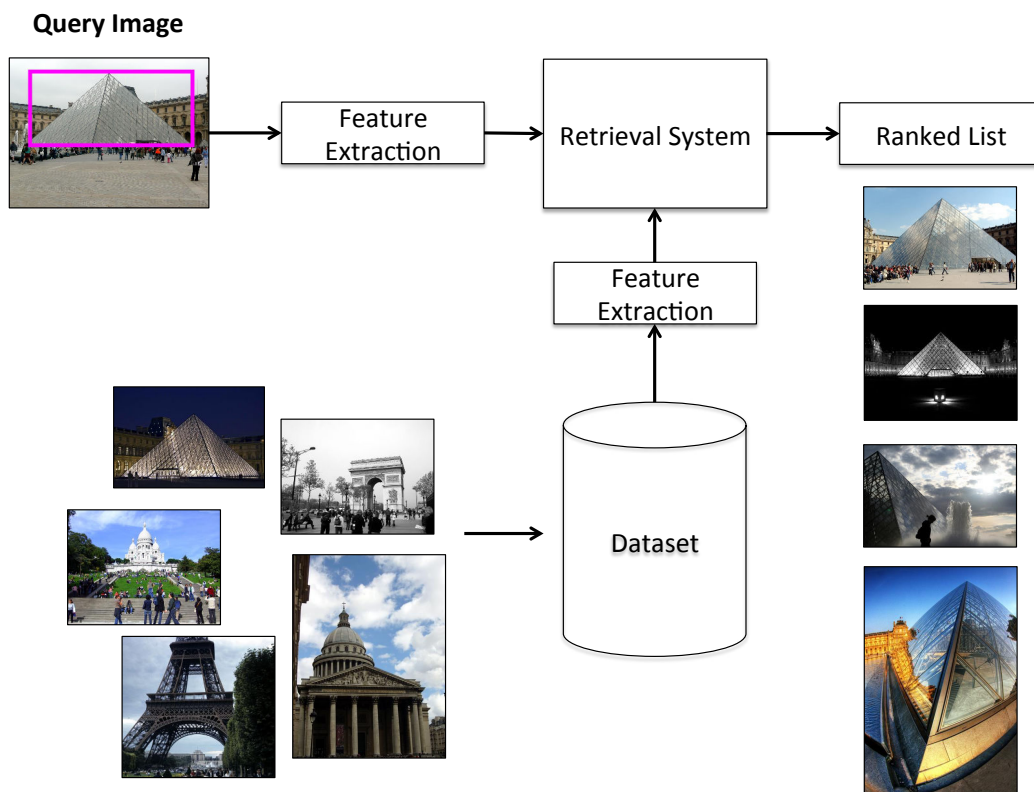 Query Image
Feature
Extraction
Retrieval System
Ranked List
Feature
Extraction
Dataset